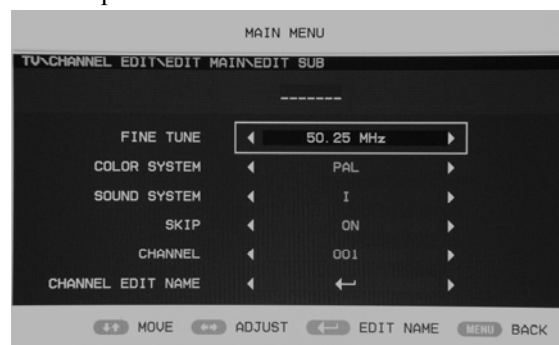 MAIN MENU
TV\CHANNEL EDIT\EDIT MAIN\EDIT SUB
-------
FINE TUNE 50.25 MHz
COLOR SYSTEM PAL
SOUND SYSTEM I
SKIP ON
CHANNEL 001
CHANNEL EDIT NAME
MOVE ADJUST EDIT NAME MENU BACK